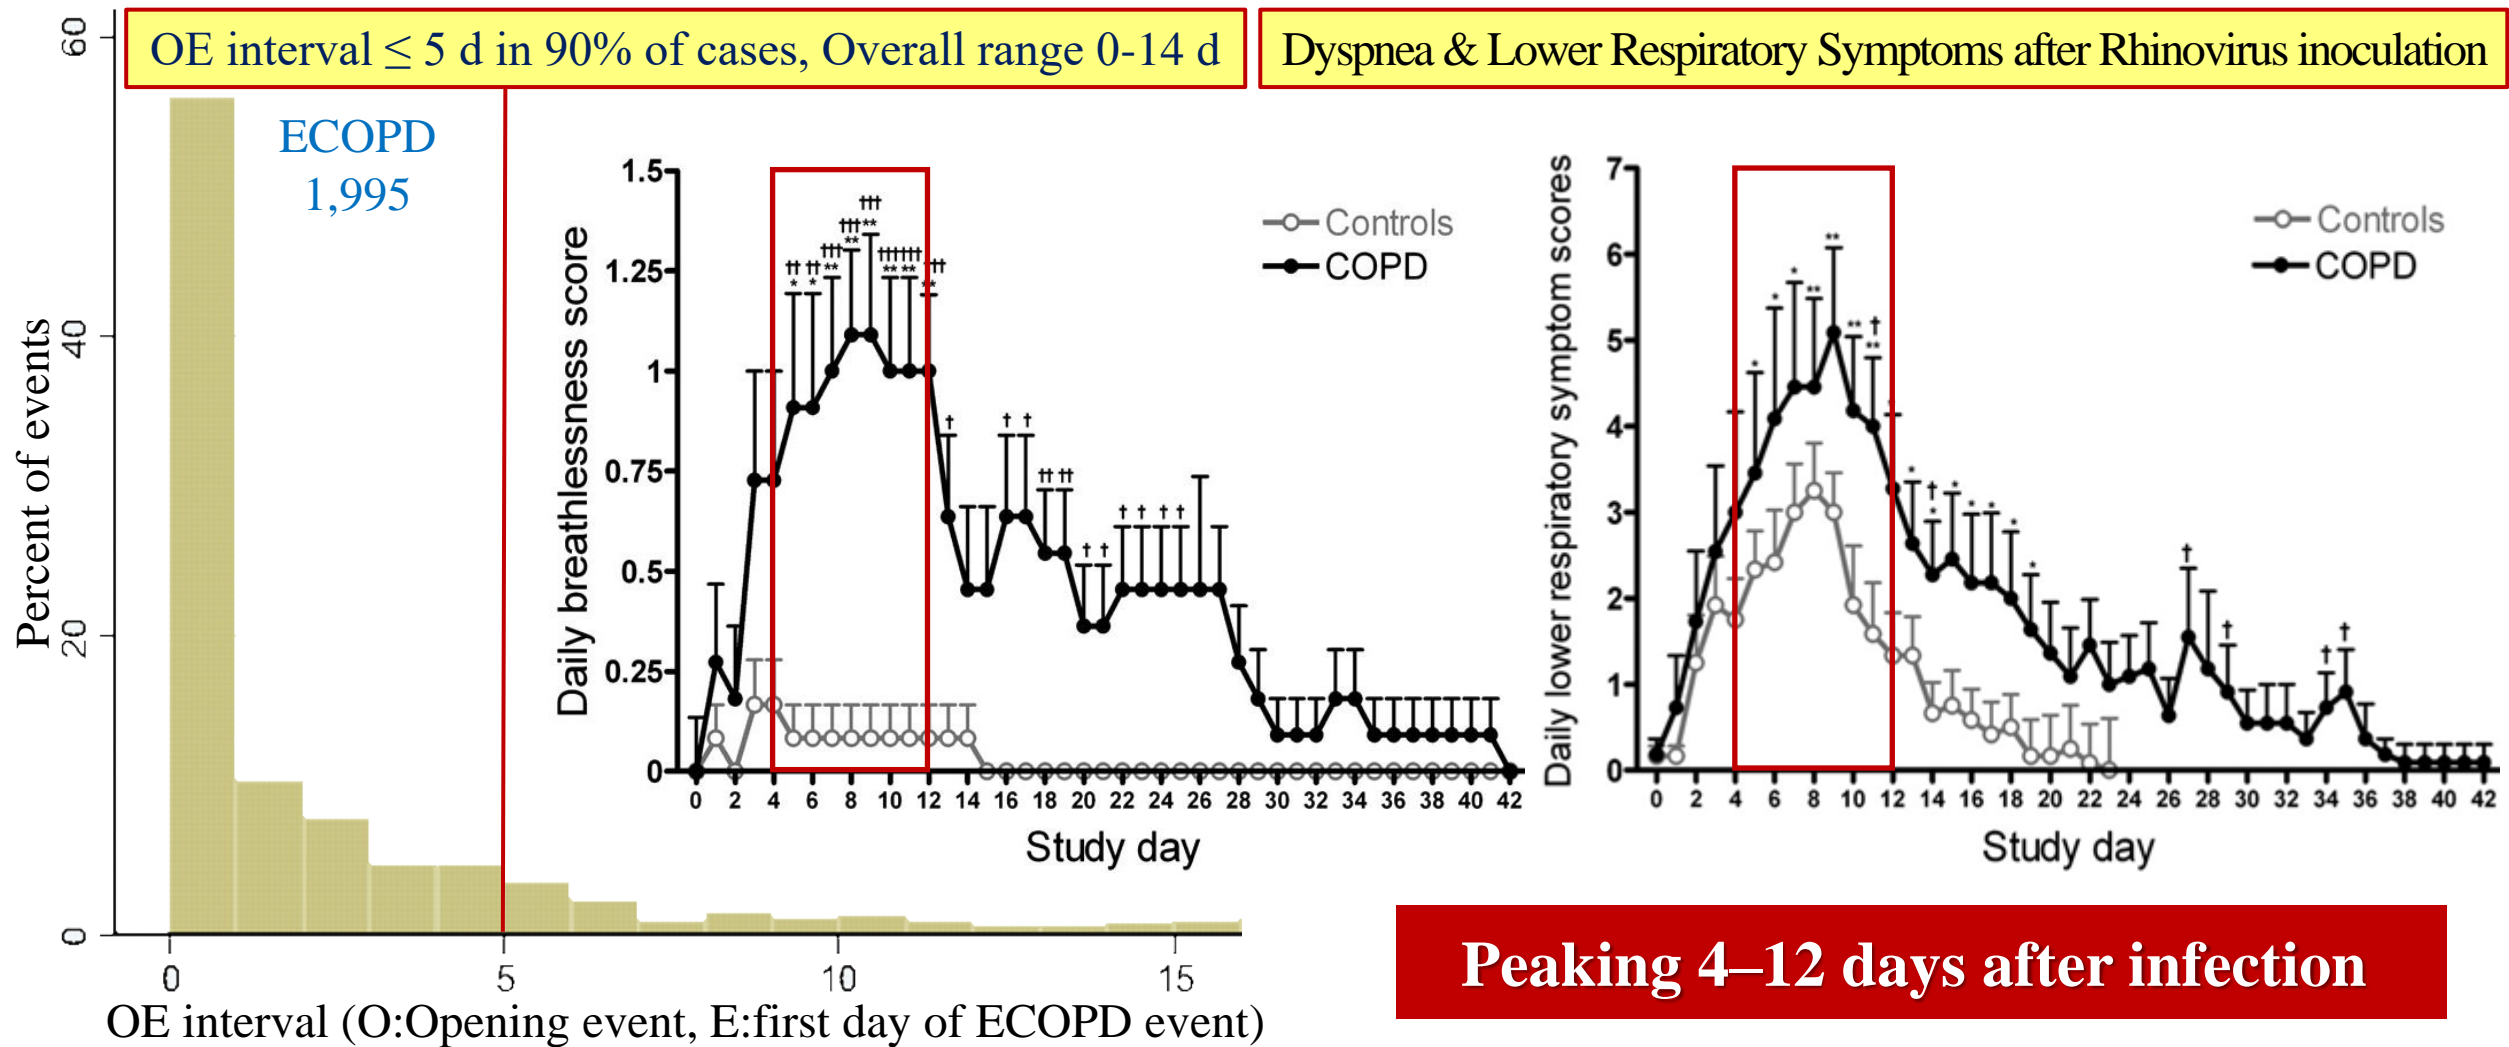 OE interval ≤ 5 d in 90% of cases, Overall range 0-14 d
Dyspnea & Lower Respiratory Symptoms after Rhinovirus inoculation
ECOPD
1,995
Percent of events
60
40
20
0
0 5 10 15
OE interval (O:Opening event, E:first day of ECOPD event)
Daily breathlessness score
1.5
1.25
1
0.75
0.5
0.25
0
Controls
COPD
0 2 4 6 8 10 12 14 16 18 20 22 24 26 28 30 32 34 36 38 40 42
Study day
Daily lower respiratory symptom scores
7
6
5
4
3
2
1
0
Controls
COPD
0 2 4 6 8 10 12 14 16 18 20 22 24 26 28 30 32 34 36 38 40 42
Study day
Peaking 4–12 days after infection